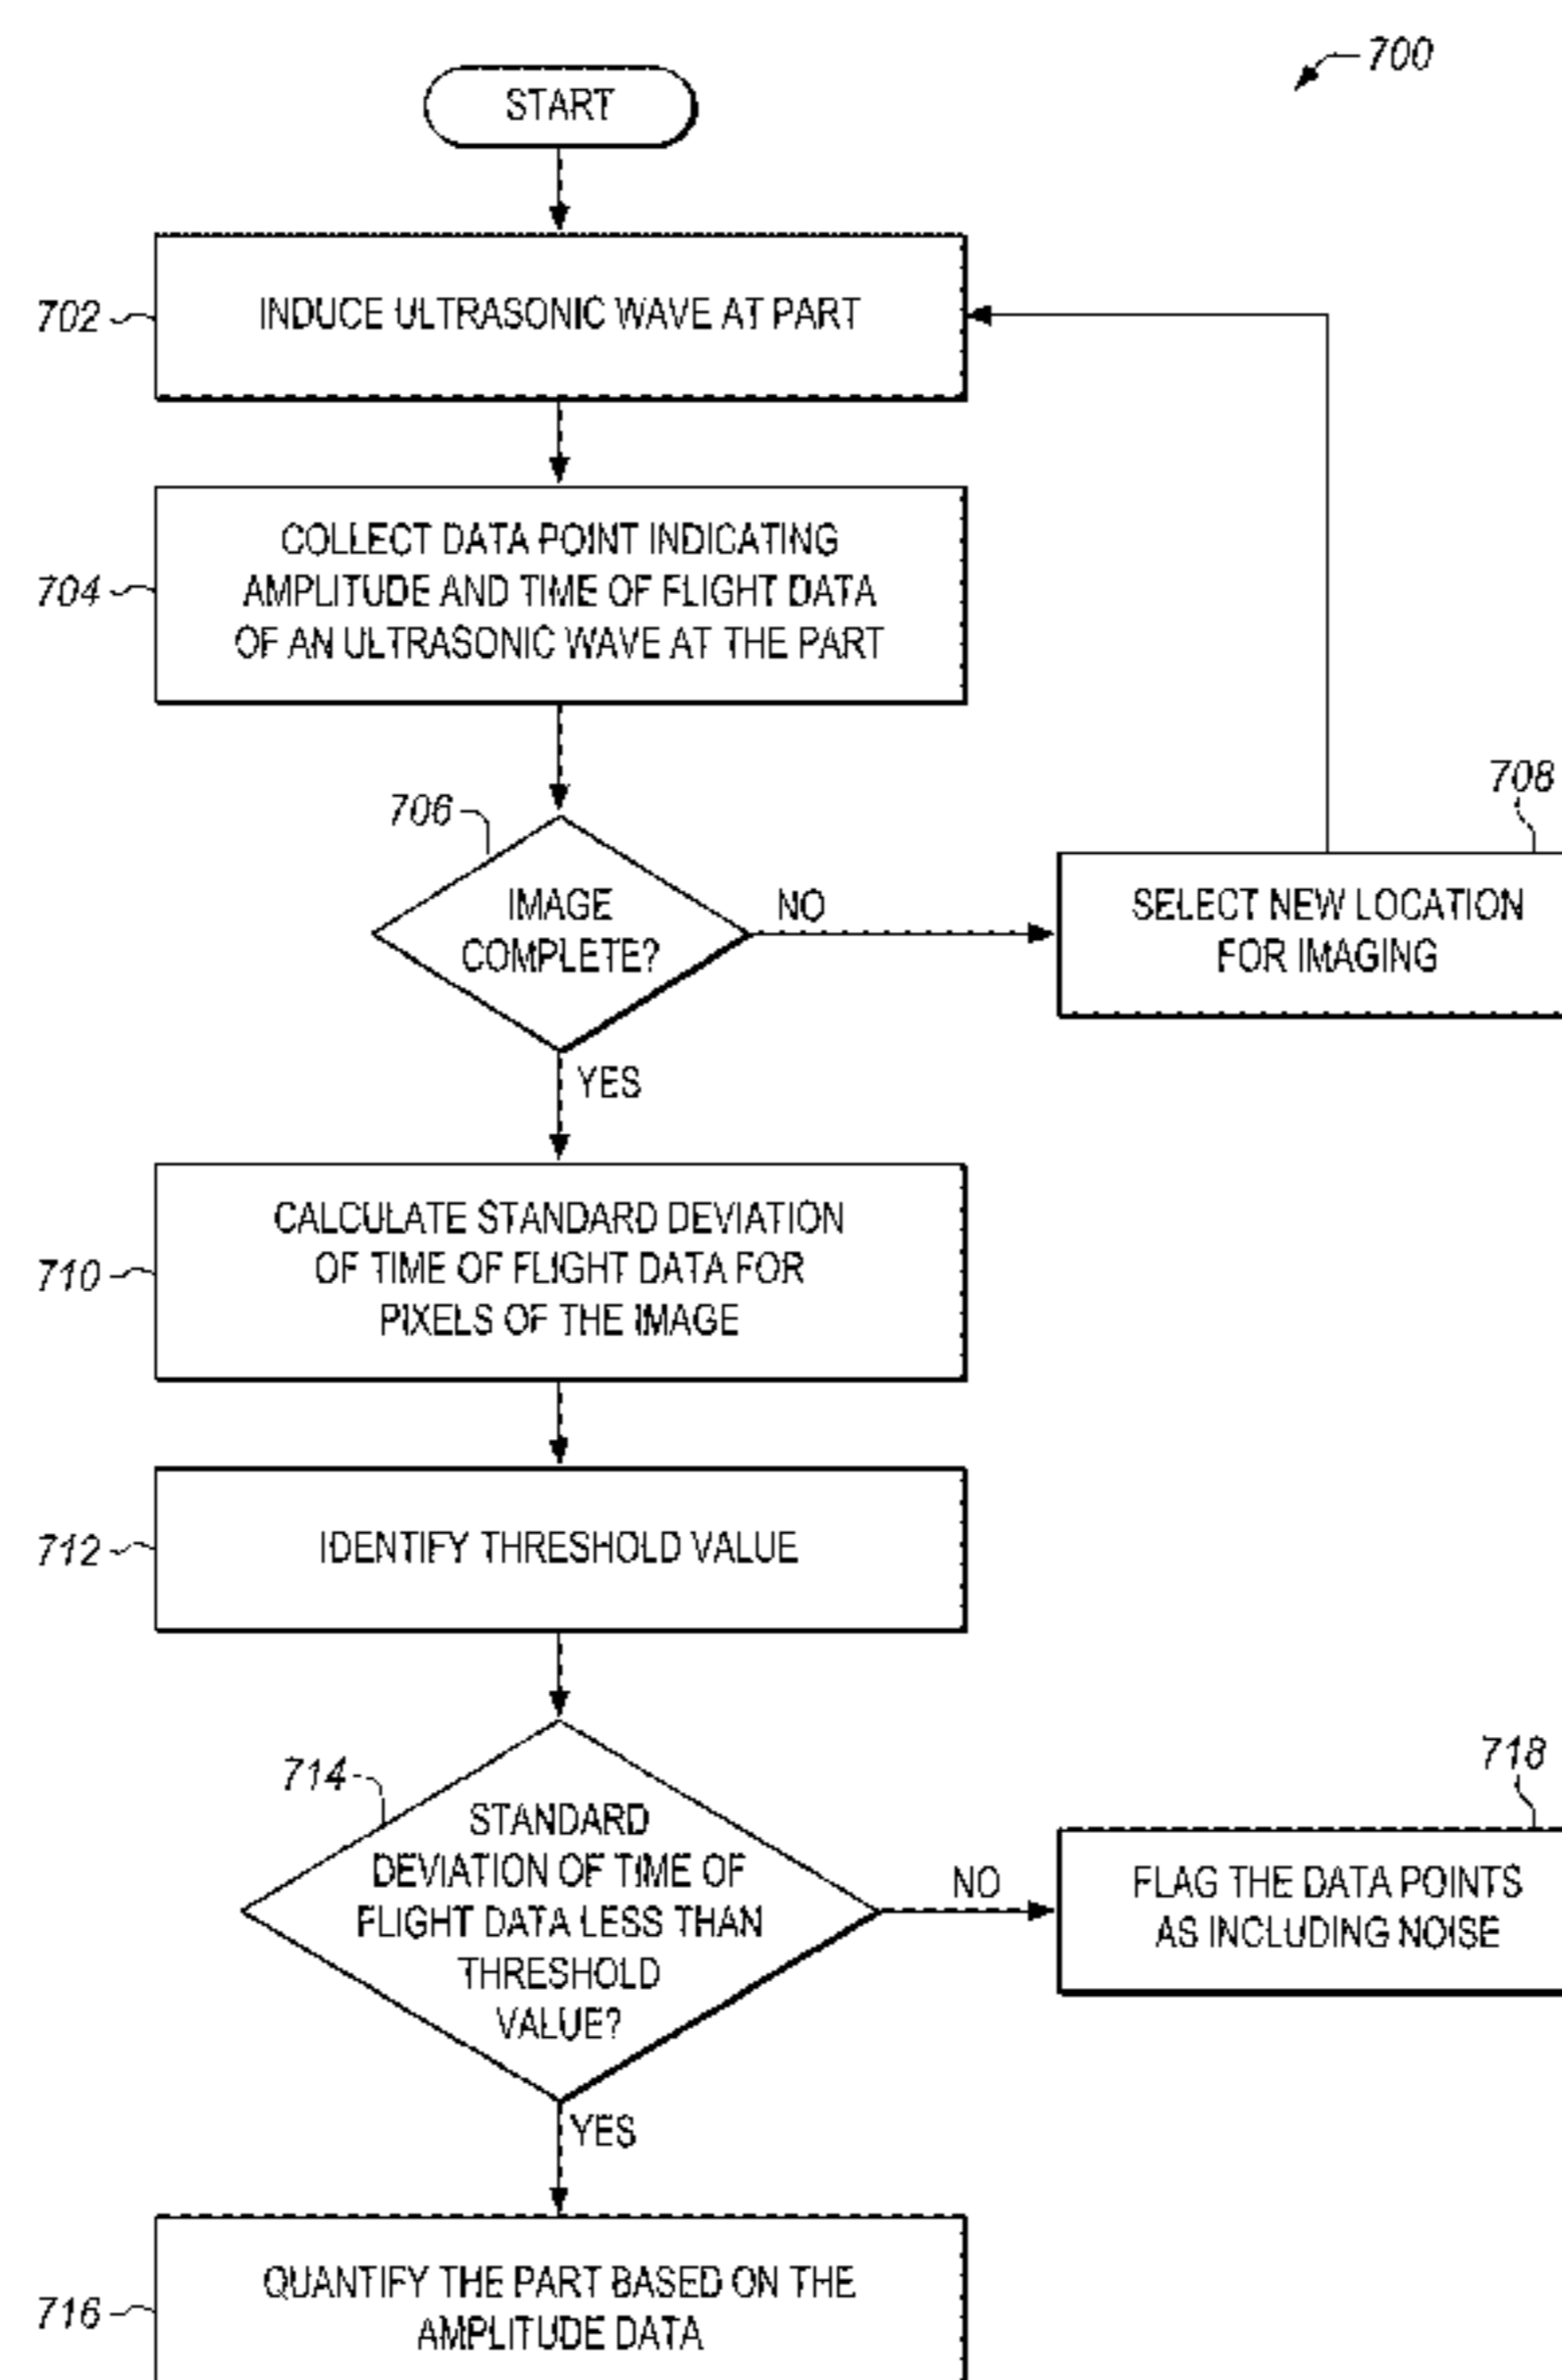 700
START
702
INDUCE ULTRASONIC WAVE AT PART
704
COLLECT DATA POINT INDICATING
AMPLITUDE AND TIME OF FLIGHT DATA
OF AN ULTRASONIC WAVE AT THE PART
706
IMAGE
COMPLETE?
NO
708
SELECT NEW LOCATION
FOR IMAGING
YES
710
CALCULATE STANDARD DEVIATION
OF TIME OF FLIGHT DATA FOR
PIXELS OF THE IMAGE
712
IDENTIFY THRESHOLD VALUE
714
STANDARD
DEVIATION OF TIME OF
FLIGHT DATA LESS THAN
THRESHOLD
VALUE?
NO
718
FLAG THE DATA POINTS
AS INCLUDING NOISE
YES
716
QUANTIFY THE PART BASED ON THE
AMPLITUDE DATA